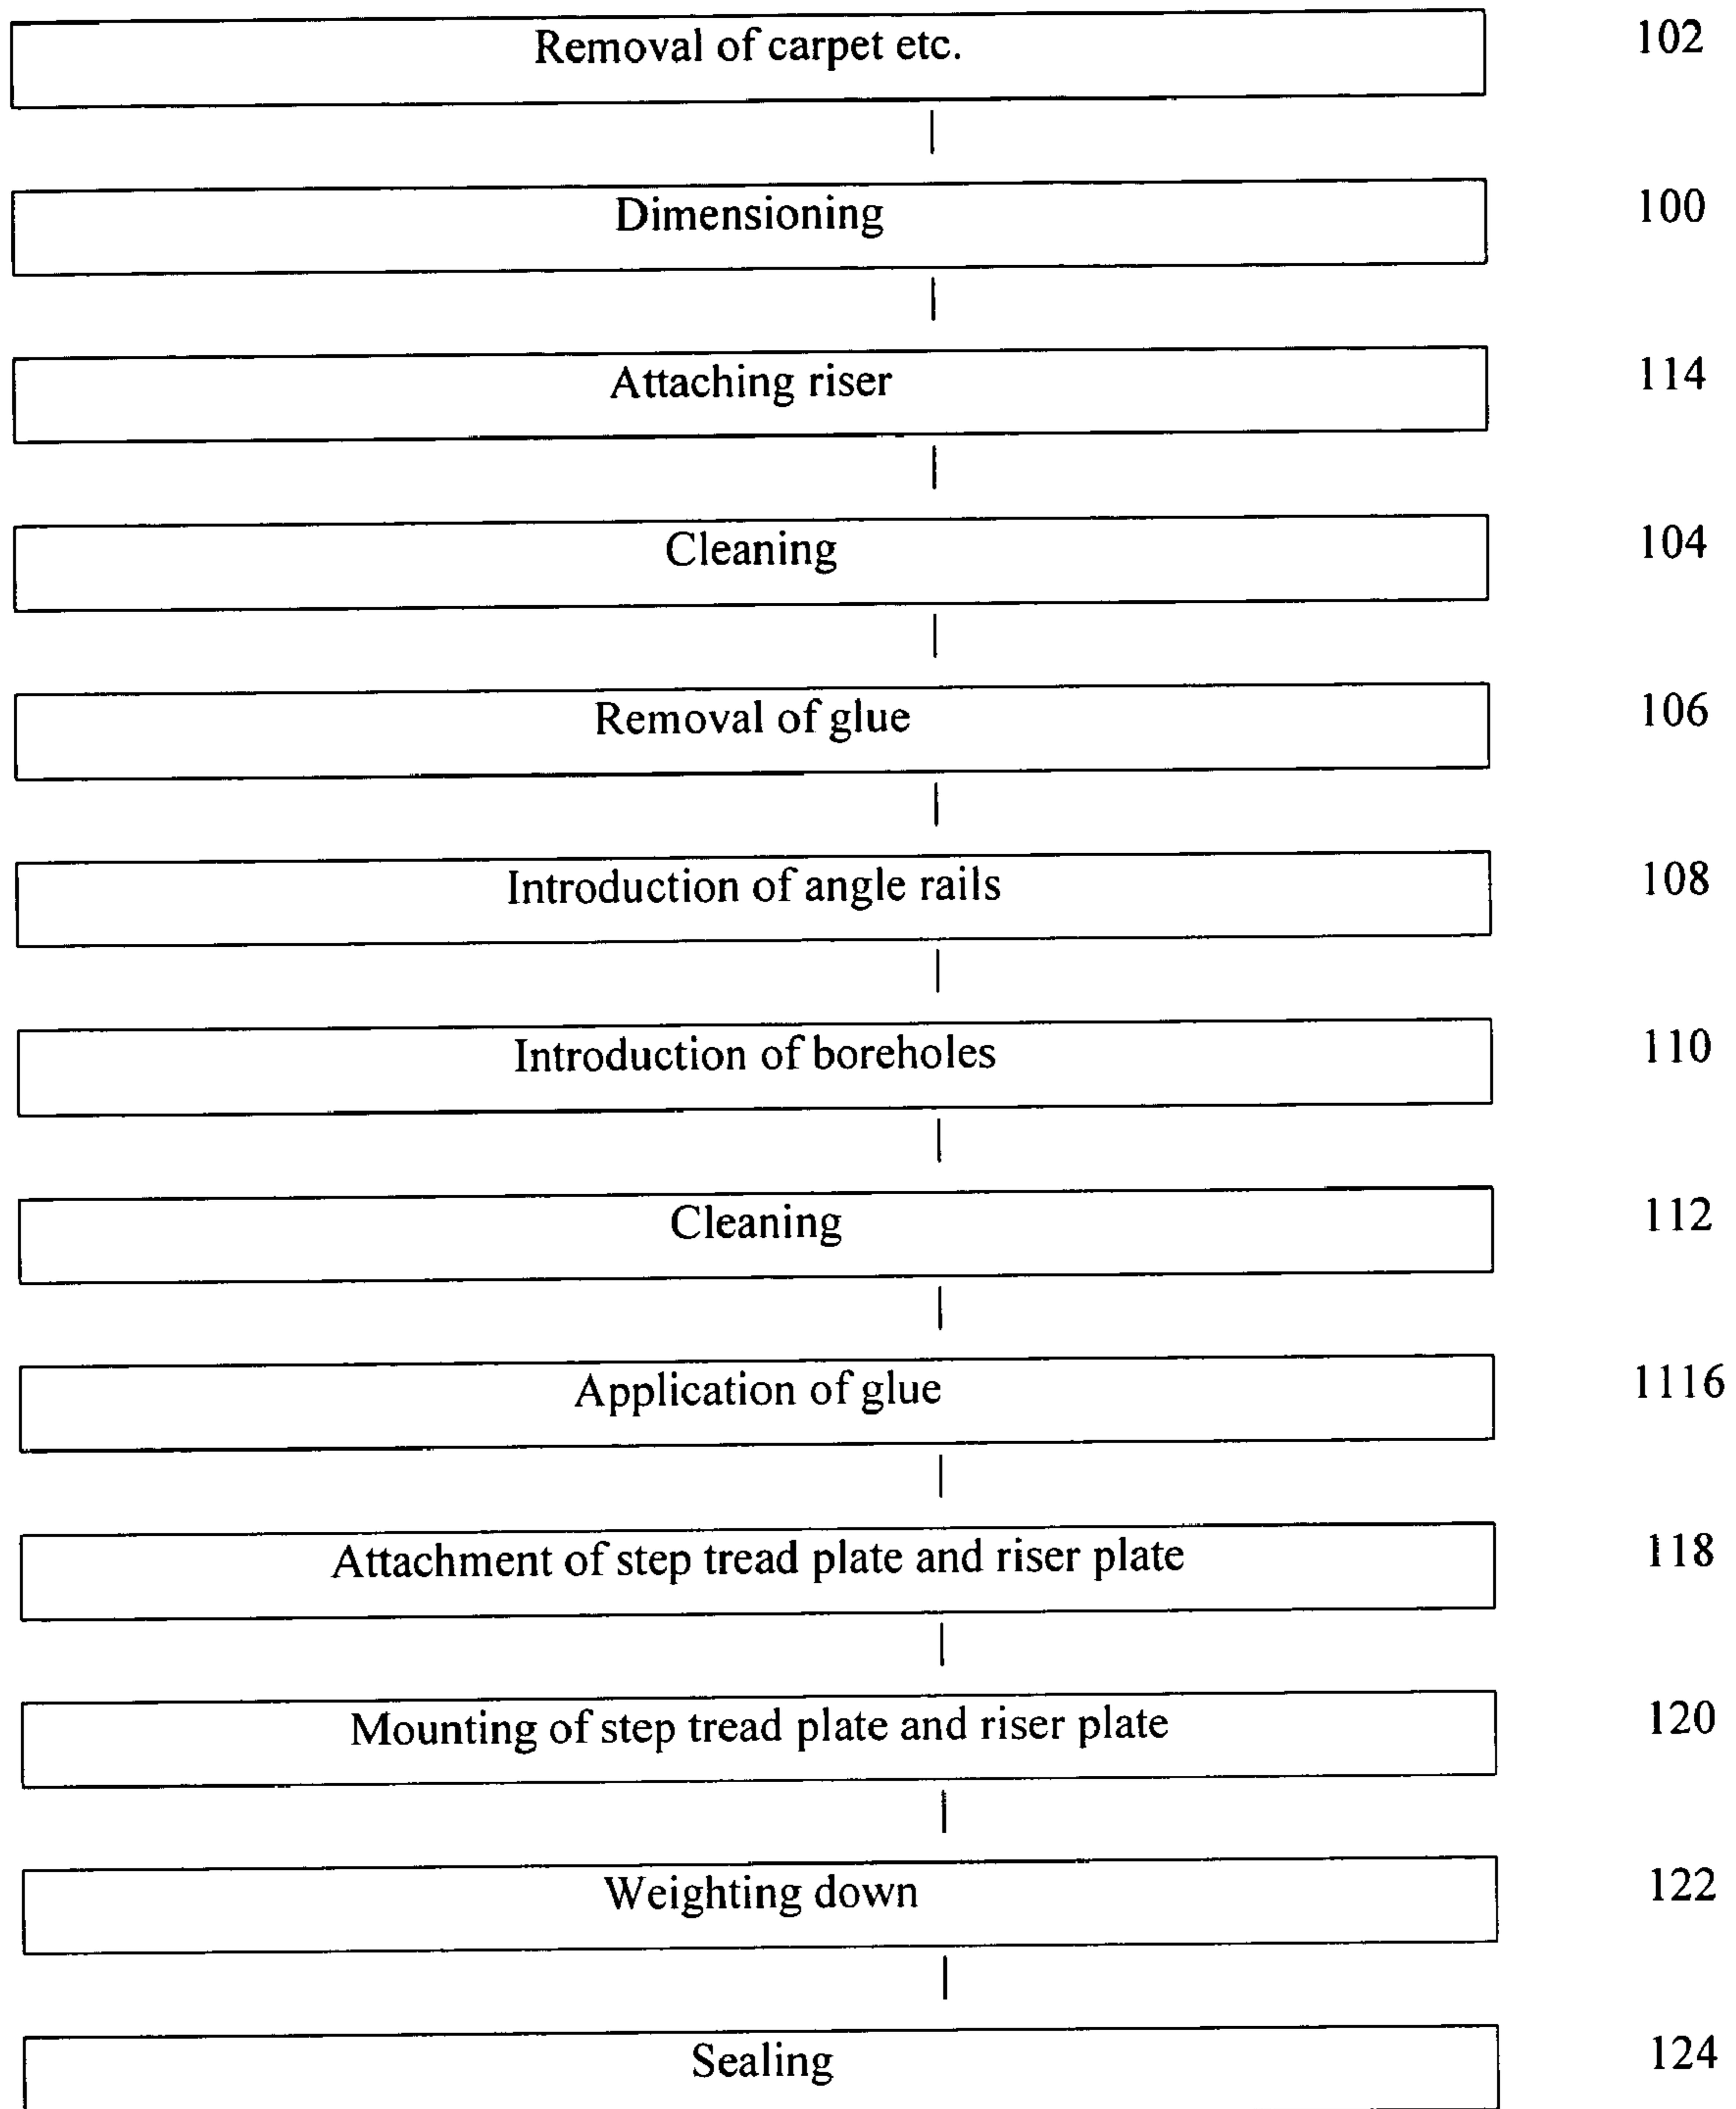 Removal of carpet etc. 102
Dimensioning 100
Attaching riser 114
Cleaning 104
Removal of glue 106
Introduction of angle rails 108
Introduction of boreholes 110
Cleaning 112
Application of glue 1116
Attachment of step tread plate and riser plate 118
Mounting of step tread plate and riser plate 120
Weighting down 122
Sealing 124